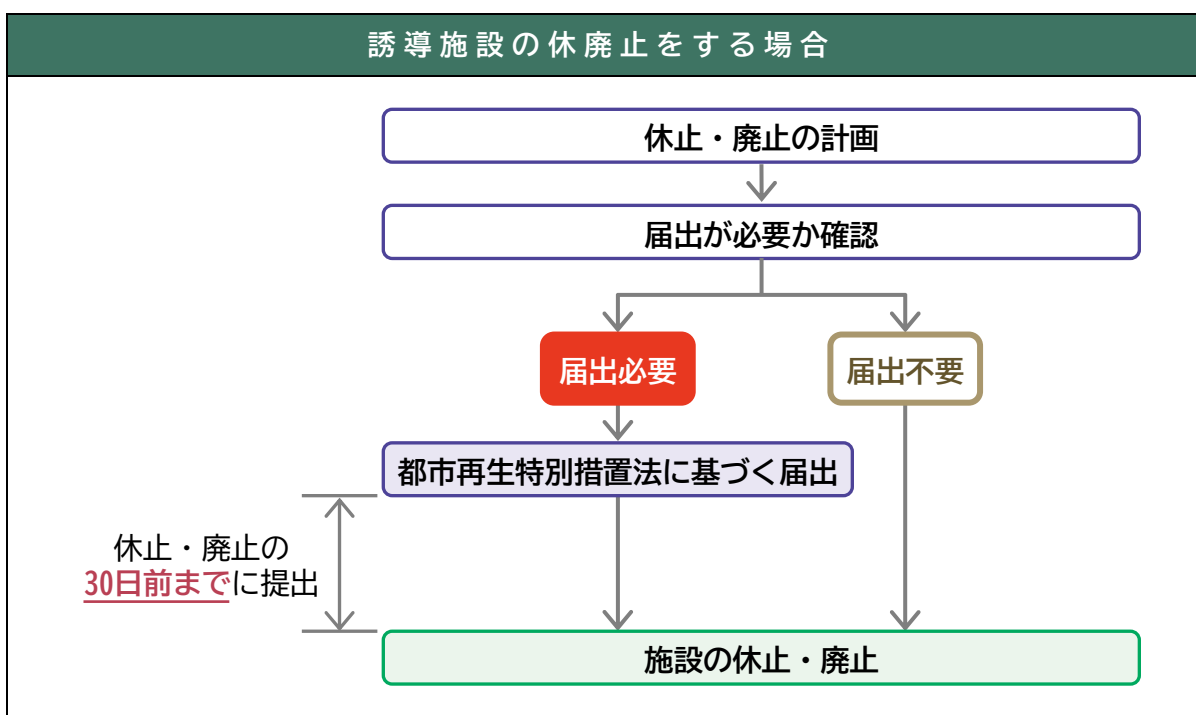 誘導施設の休廃止をする場合
休止・廃止の計画
届出が必要か確認
届出必要
届出不要
都市再生特別措置法に基づく届出
休止・廃止の
30日前までに提出
施設の休止・廃止